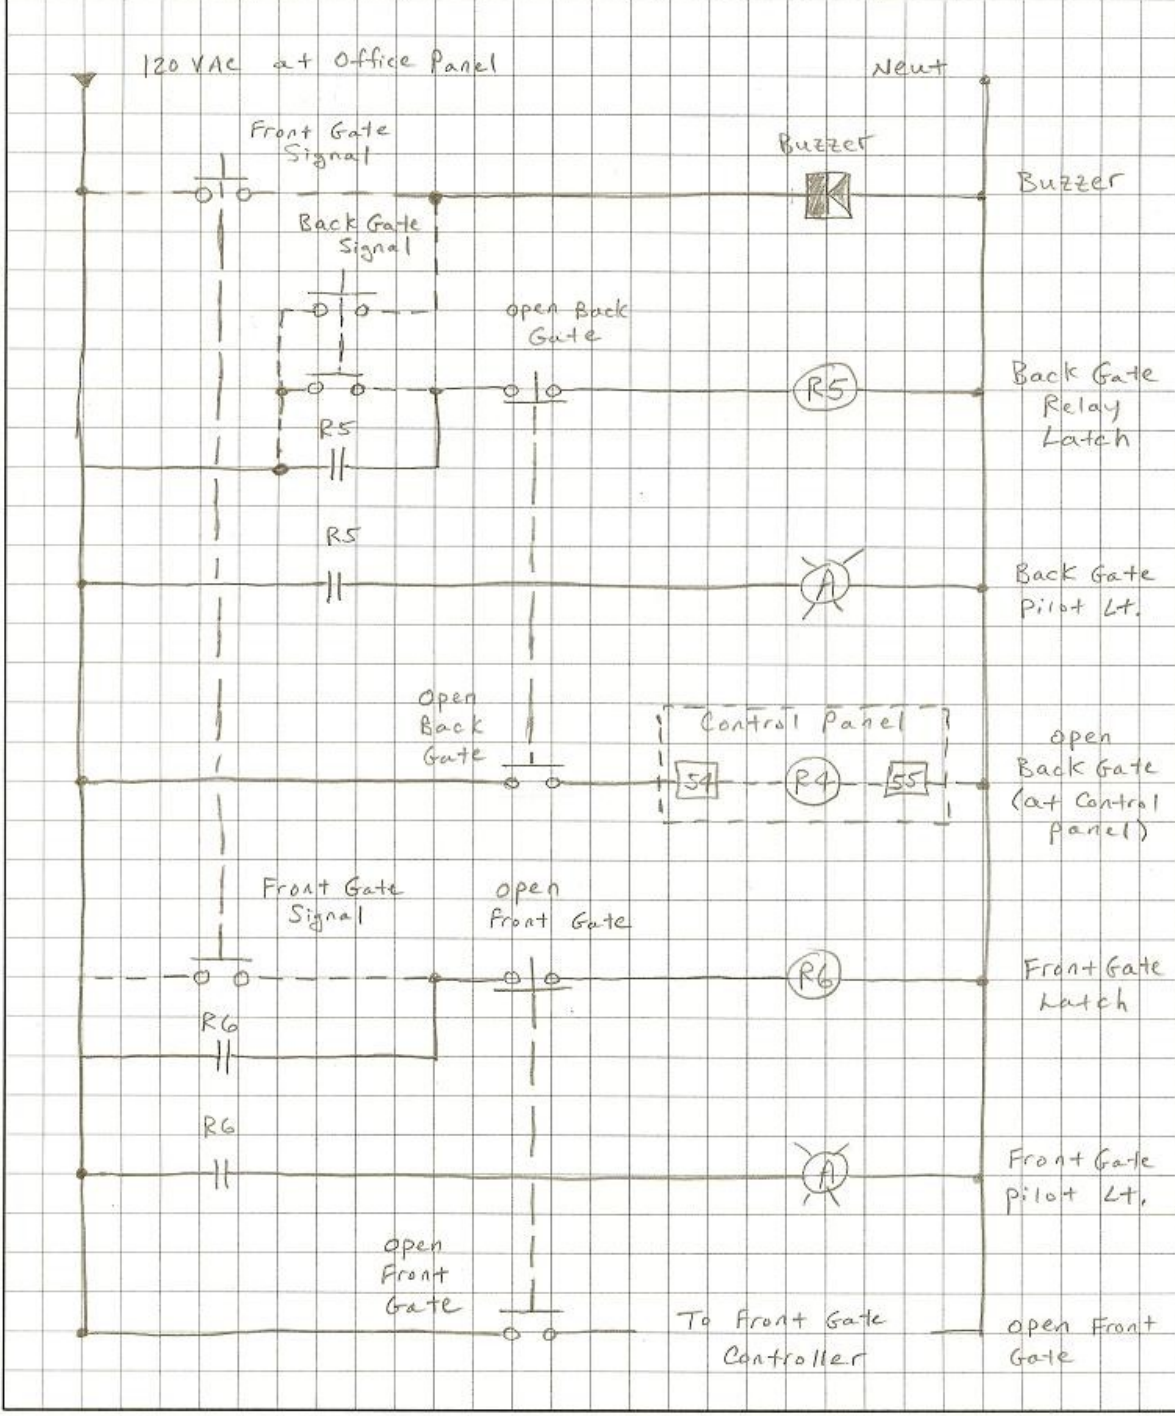 120 VAC at Office Panel
Neut
Front Gate
Signal
Buzzer
Buzzer
Back Gate
Signal
Open Back
Gate
R5
Back Gate
Relay
Latch
R5
R5
A
Back Gate
Pilot Lt.
Open
Back
Gate
Control Panel
54
R4
55
Open
Back Gate
(at Control
Panel)
Front Gate
Signal
Open
Front Gate
R6
Front Gate
Latch
R6
R6
A
Front Gate
Pilot Lt.
Open
Front
Gate
To Front Gate
Controller
Open Front
Gate